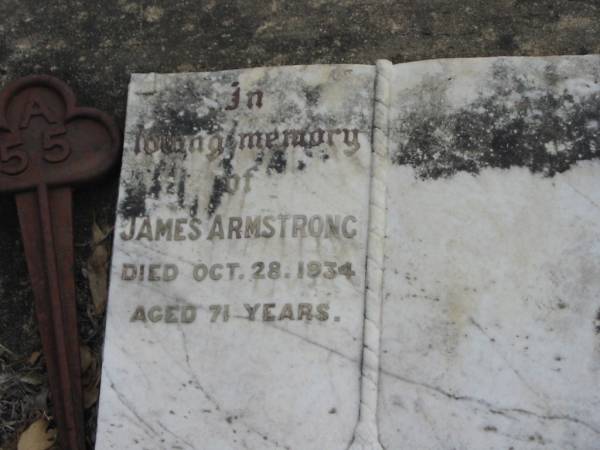 A
55
In
loving memory
of
JAMES ARMSTRONG
DIED OCT. 28. 1934
AGED 71 YEARS.